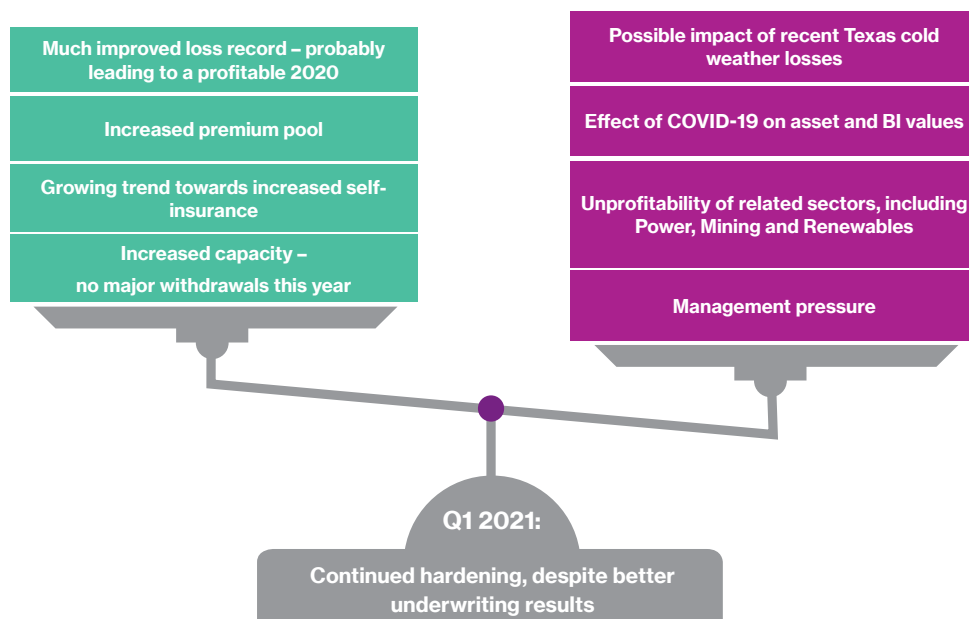 Much improved loss record – probably
leading to a profitable 2020
Increased premium pool
Growing trend towards increased self-
insurance
Increased capacity –
no major withdrawals this year
Possible impact of recent Texas cold
weather losses
Effect of COVID-19 on asset and BI values
Unprofitability of related sectors, including
Power, Mining and Renewables
Management pressure
Q1 2021:
Continued hardening, despite better
underwriting results